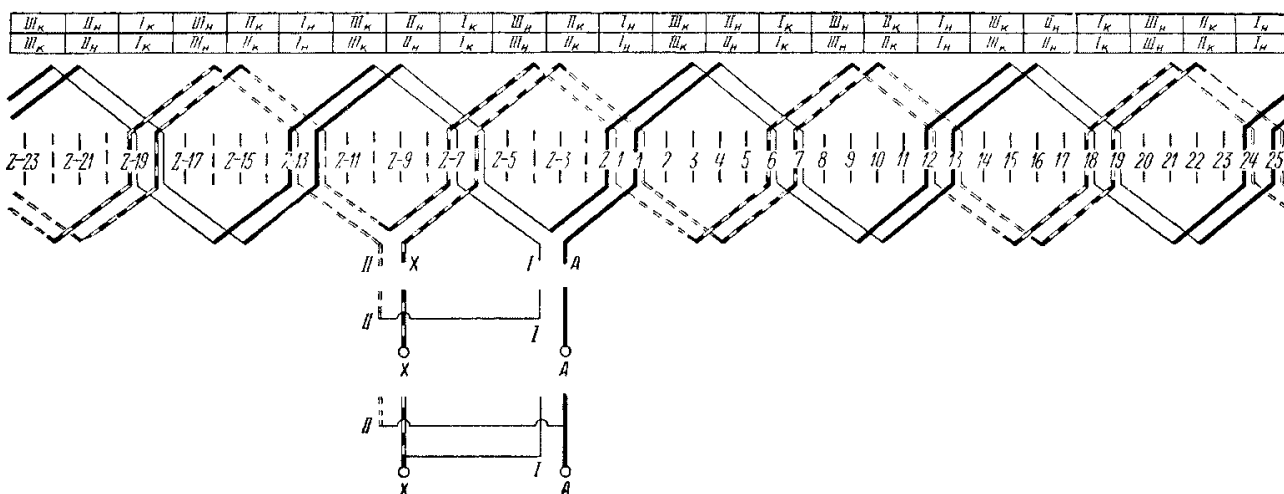 IIIк IIн Iк IIIн IIк Iн IIIк IIн Iк IIIн IIк Iн IIIк IIн Iк IIIн IIк Iн IIIк IIн Iк IIIн IIк Iн
IIIк IIн Iк IIIн IIк Iн IIIк IIн Iк IIIн IIк Iн IIIк IIн Iк IIIн IIк Iн IIIк IIн Iк IIIн IIк Iн
Z-23 Z-21 Z-19 Z-17 Z-15 Z-13 Z-11 Z-9 Z-7 Z-5 Z-3 Z-1 1 2 3 4 5 6 7 8 9 10 11 12 13 14 15 16 17 18 19 20 21 22 23 24 25
II X I A
II I
X A
II I
X A